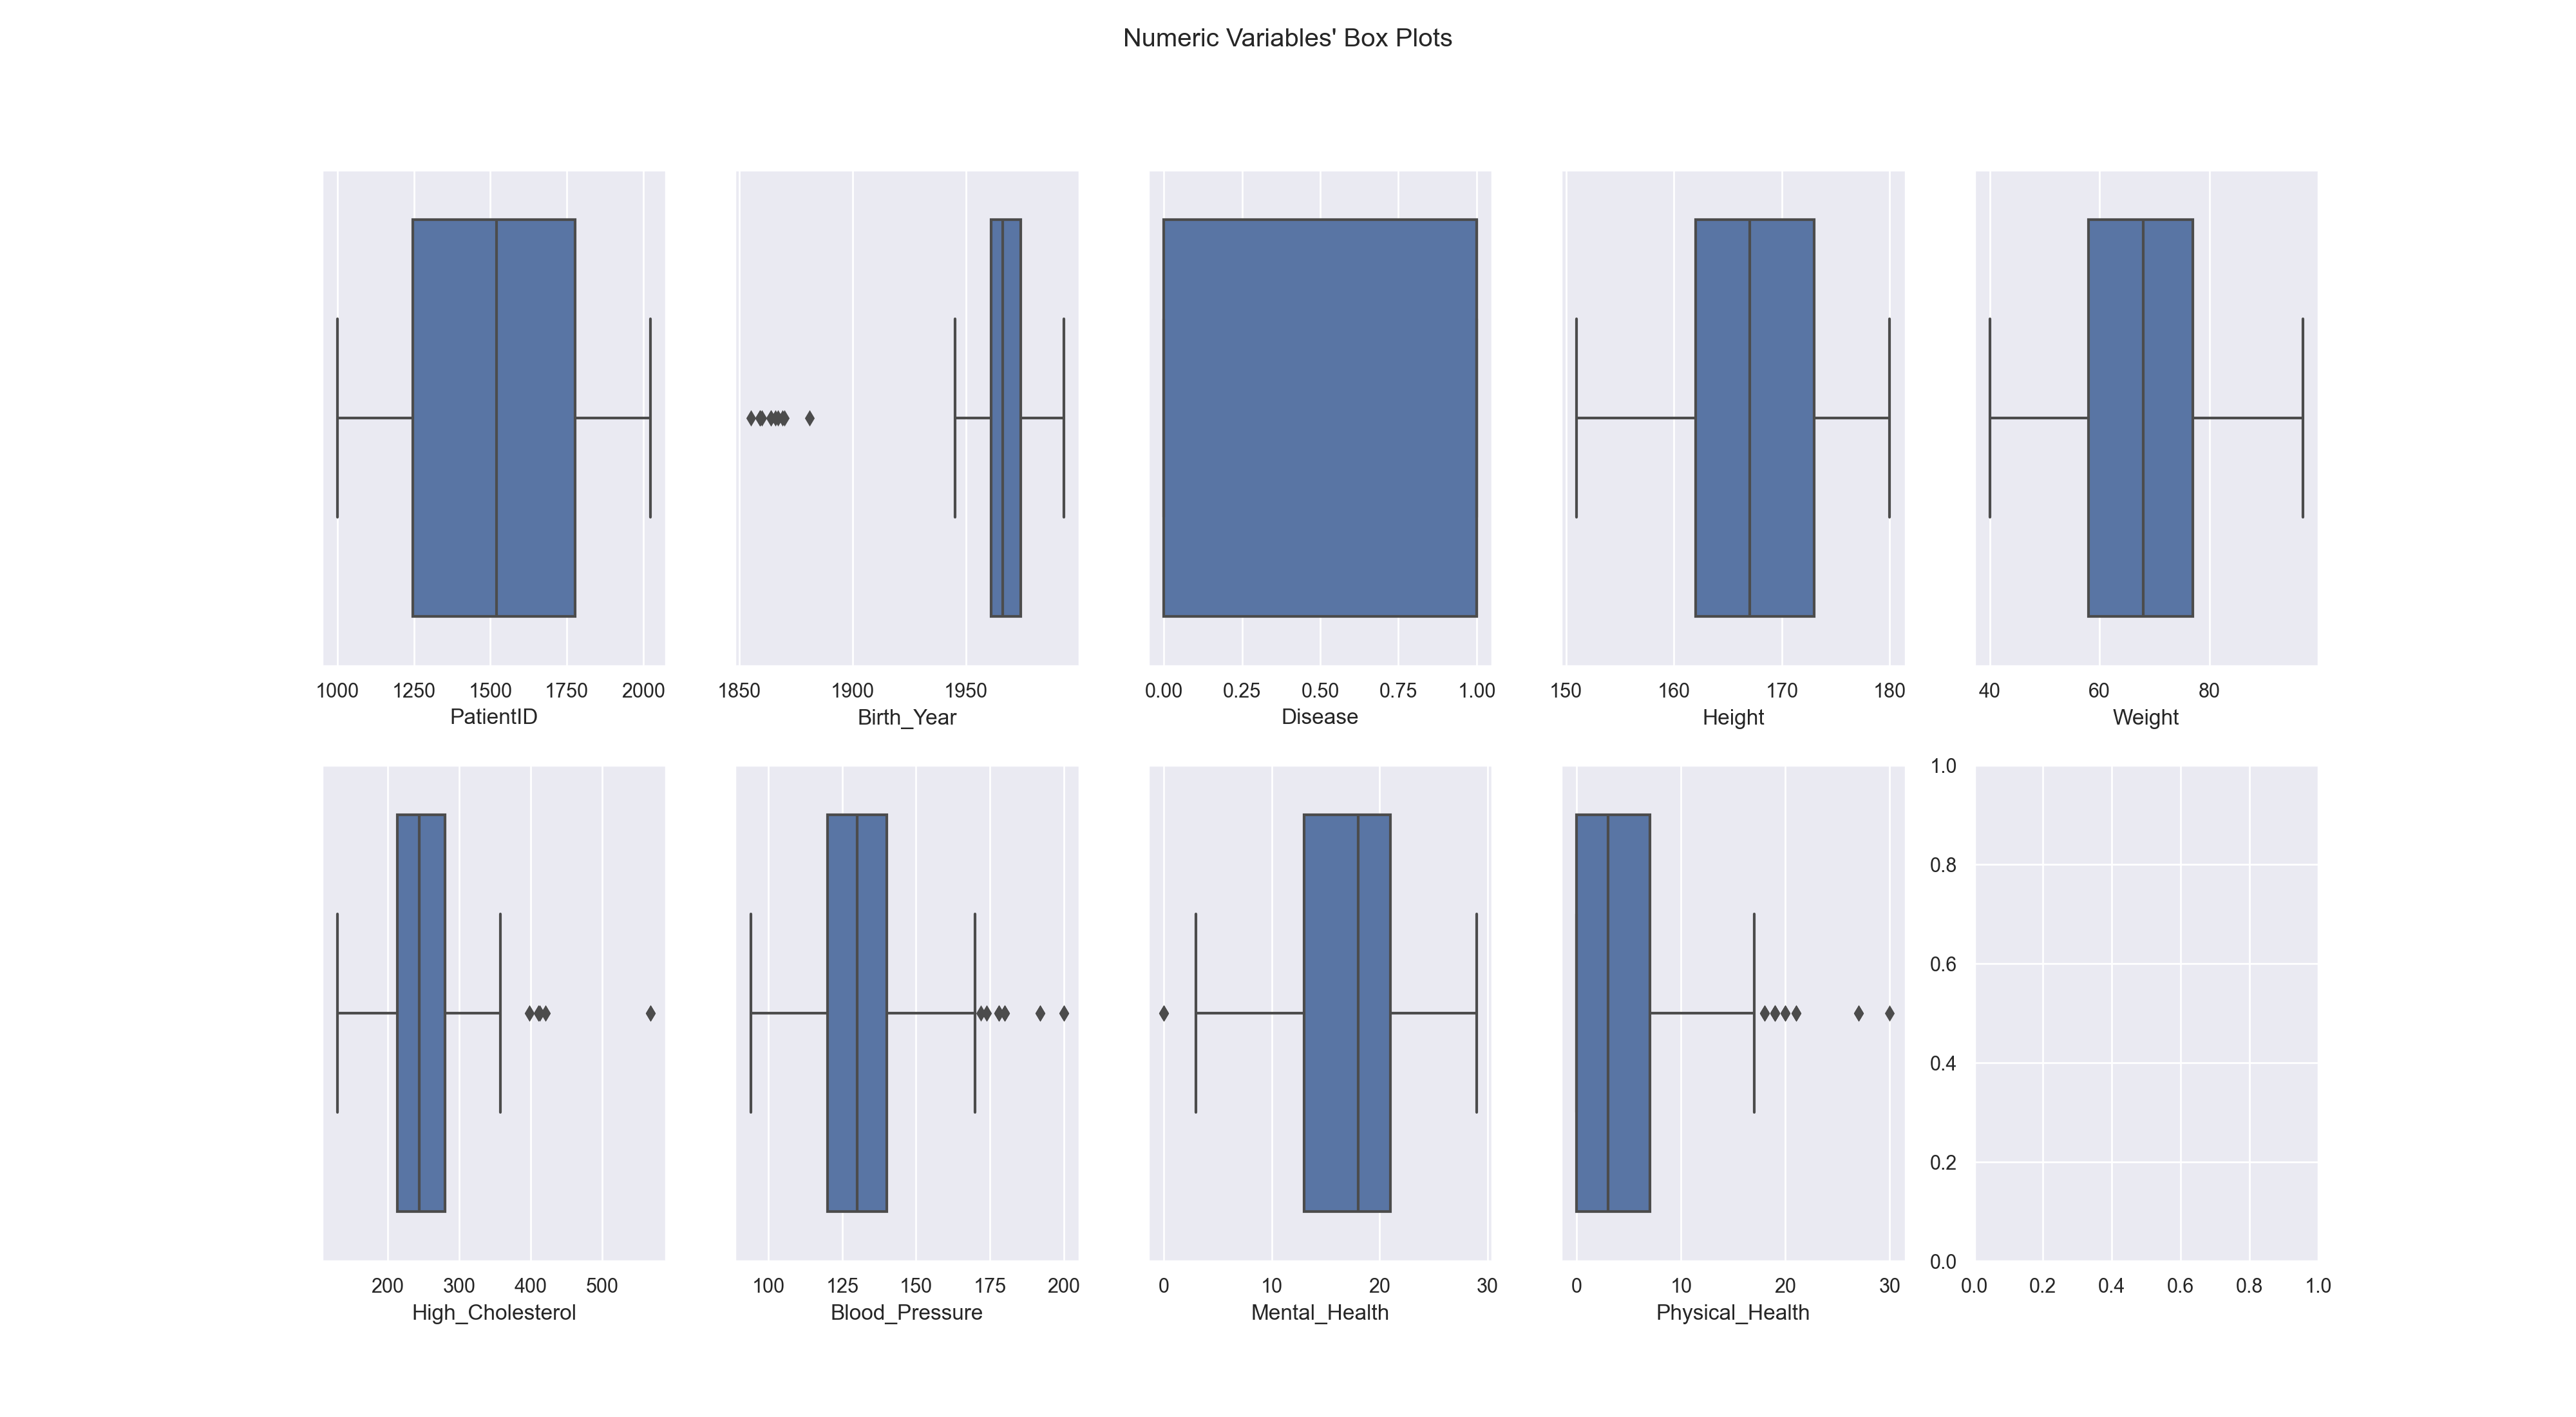 Numeric Variables' Box Plots
1000 1250 1500 1750 2000
PatientID
1850 1900 1950
Birth_Year
0.00 0.25 0.50 0.75 1.00
Disease
150 160 170 180
Height
40 60 80
Weight
200 300 400 500
High_Cholesterol
100 125 150 175 200
Blood_Pressure
0 10 20 30
Mental_Health
0 10 20 30
Physical_Health
1.0
0.8
0.6
0.4
0.2
0.0
0.0 0.2 0.4 0.6 0.8 1.0